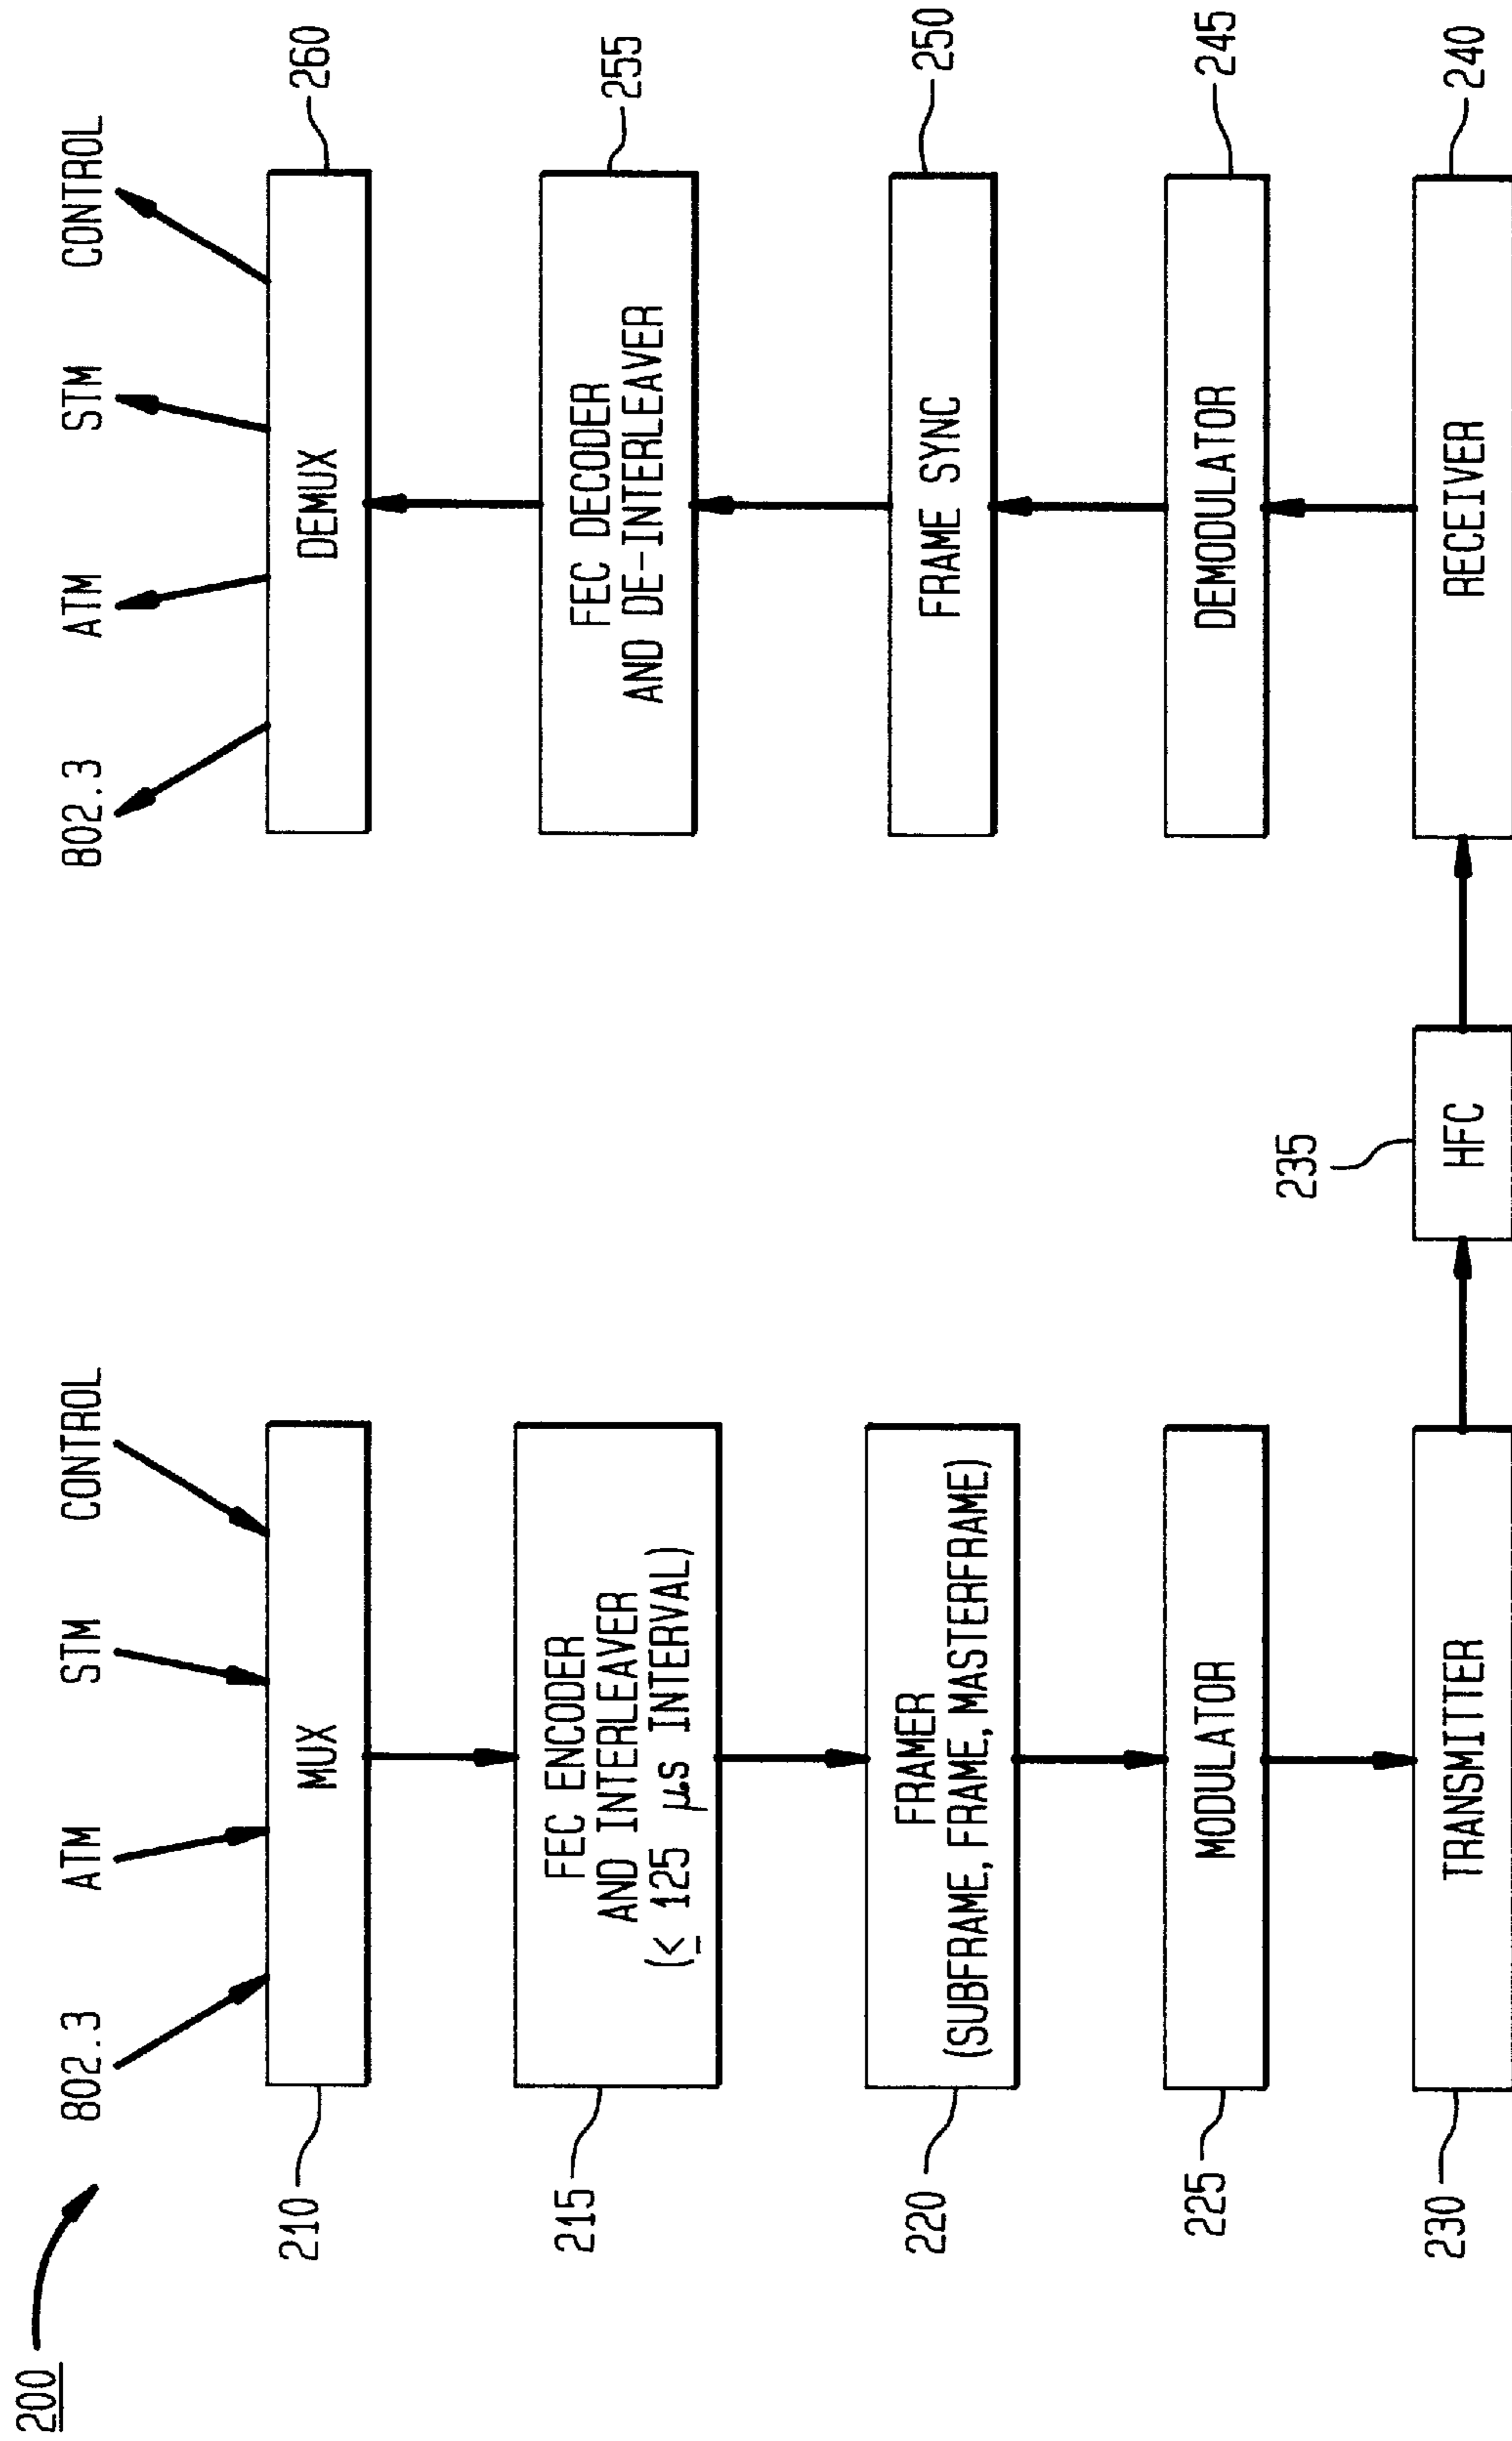 200
802.3
ATM
STM
CONTROL
210
MUX
215
FEC ENCODER
AND INTERLEAVER
(≤ 125 μs INTERVAL)
220
FRAMER
(SUBFRAME, FRAME, MASTERFRAME)
225
MODULATOR
230
TRANSMITTER
235
HFC
802.3
ATM
STM
CONTROL
DEMUX
260
FEC DECODER
AND DE-INTERLEAVER
255
FRAME SYNC
250
DEMODULATOR
245
RECEIVER
240